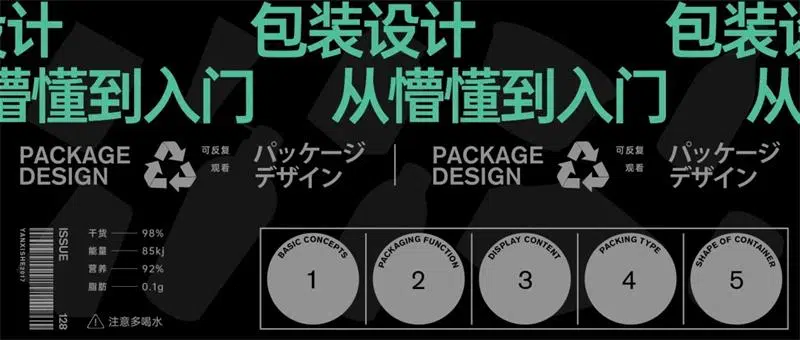 装设计 包装设计 包装设
懵懂到入门 从懵懂到入门 从
PACKAGE
DESIGN
可反复
观看
パッケージ
デザイン
PACKAGE
DESIGN
可反复
观看
パッケージ
デザイン
YANXISHE2017
ISSUE
128
干货 98%
能量 85kj
营养 92%
脂肪 0.1g
注意多喝水
BASIC CONCEPTS
1
PACKAGING FUNCTION
2
DISPLAY CONTENT
3
PACKING TYPE
4
SHAPE OF CONTAINER
5